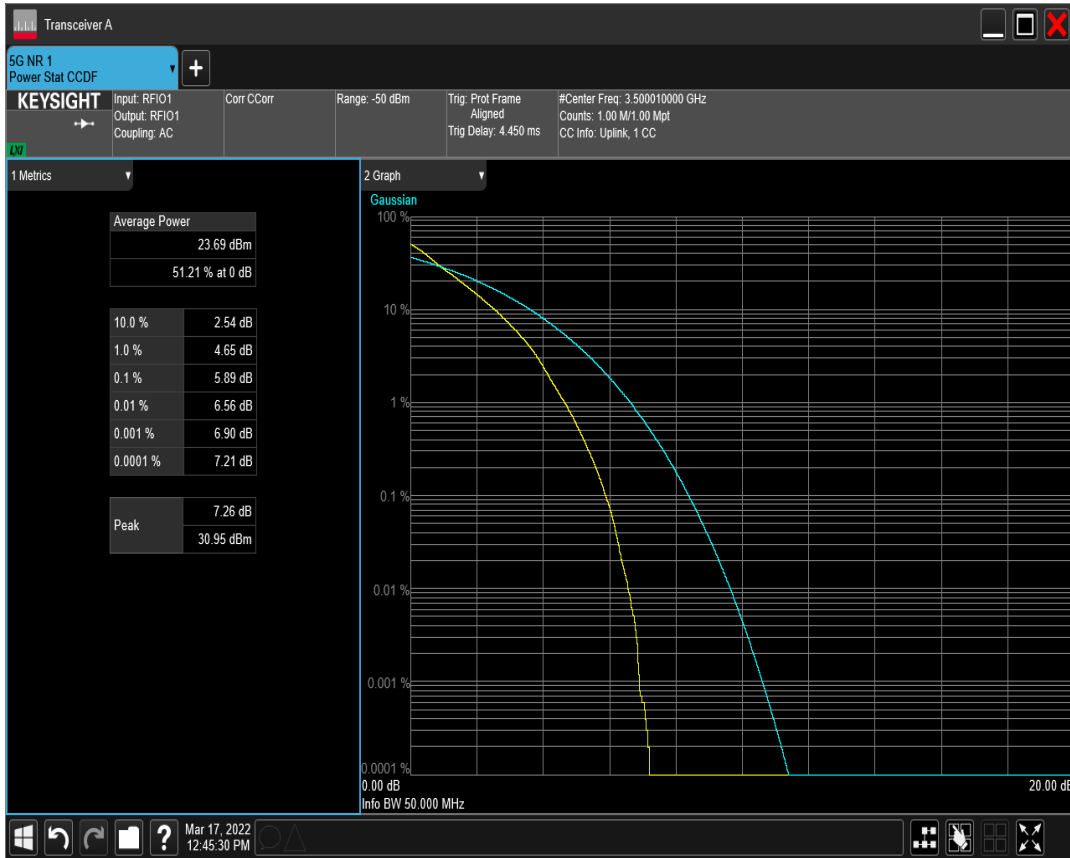 Transceiver A
5G NR 1
Power Stat CCDF
KEYSIGHT
LXI
Input: RFIO1
Output: RFIO1
Coupling: AC
Corr CCorr
Range: -50 dBm
Trig: Prot Frame
Aligned
Trig Delay: 4.450 ms
#Center Freq: 3.500010000 GHz
Counts: 1.00 M/1.00 Mpt
CC Info: Uplink, 1 CC
1 Metrics
Average Power
23.69 dBm
51.21 % at 0 dB
10.0 % 2.54 dB
1.0 % 4.65 dB
0.1 % 5.89 dB
0.01 % 6.56 dB
0.001 % 6.90 dB
0.0001 % 7.21 dB
Peak 7.26 dB
30.95 dBm
2 Graph
Gaussian
100 %
10 %
1 %
0.1 %
0.01 %
0.001 %
0.0001 %
0.00 dB 20.00 dB
Info BW 50.000 MHz
?
Mar 17, 2022
12:45:30 PM